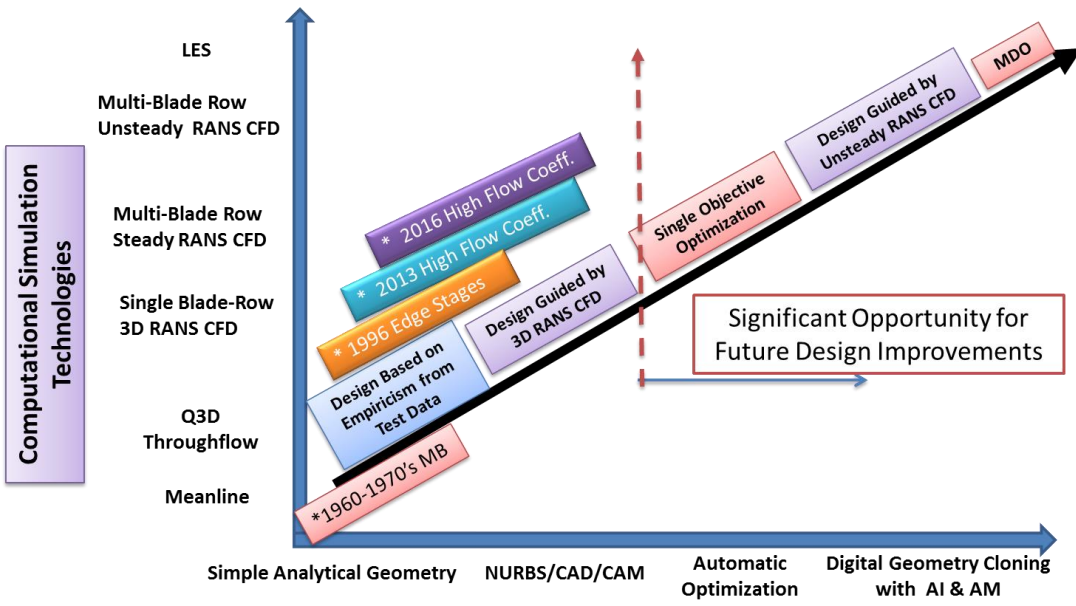 Computational Simulation
Technologies
LES
Multi-Blade Row
Unsteady RANS CFD
Multi-Blade Row
Steady RANS CFD
Single Blade-Row
3D RANS CFD
Q3D
Throughflow
Meanline
* 2016 High Flow Coeff.
* 2013 High Flow Coeff.
* 1996 Edge Stages
Design Based on
Empiricism from
Test Data
*1960-1970's MB
Design Guided by
3D RANS CFD
Single Objective
Optimization
Design Guided by
Unsteady RANS CFD
MDO
Significant Opportunity for
Future Design Improvements
Simple Analytical Geometry
NURBS/CAD/CAM
Automatic
Optimization
Digital Geometry Cloning
with AI & AM